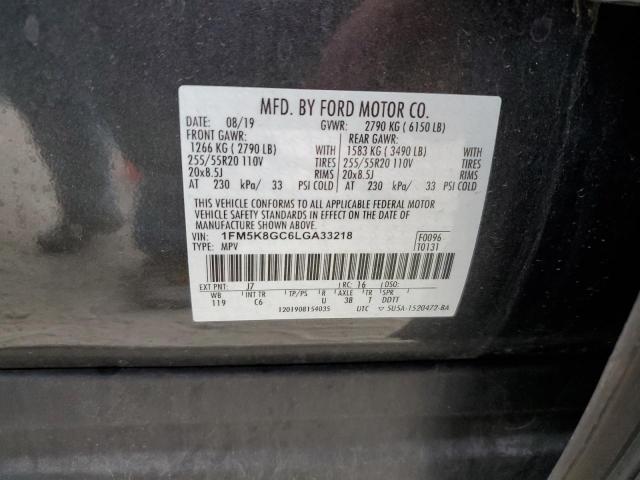 MFD. BY FORD MOTOR CO.
DATE: 08/19 GVWR: 2790 KG ( 6150 LB)
FRONT GAWR: REAR GAWR:
1266 KG ( 2790 LB) WITH 1583 KG ( 3490 LB) WITH
255/55R20 110V TIRES 255/55R20 110V TIRES
20x8.5J RIMS 20x8.5J RIMS
AT 230 kPa/ 33 PSI COLD AT 230 kPa/ 33 PSI COLD
THIS VEHICLE CONFORMS TO ALL APPLICABLE FEDERAL MOTOR
VEHICLE SAFETY STANDARDS IN EFFECT ON THE DATE OF
MANUFACTURE SHOWN ABOVE.
VIN: 1FM5K8GC6LGA33218 F0096
TYPE: MPV T0131
EXT PNT: J7 RC: 16 DSO:
WB INT TR TP/PS R AXLE TR SPR
119 C6 U 3B T DDTT
1201908154035 UTC ▽ 5U5A-1520472-BA